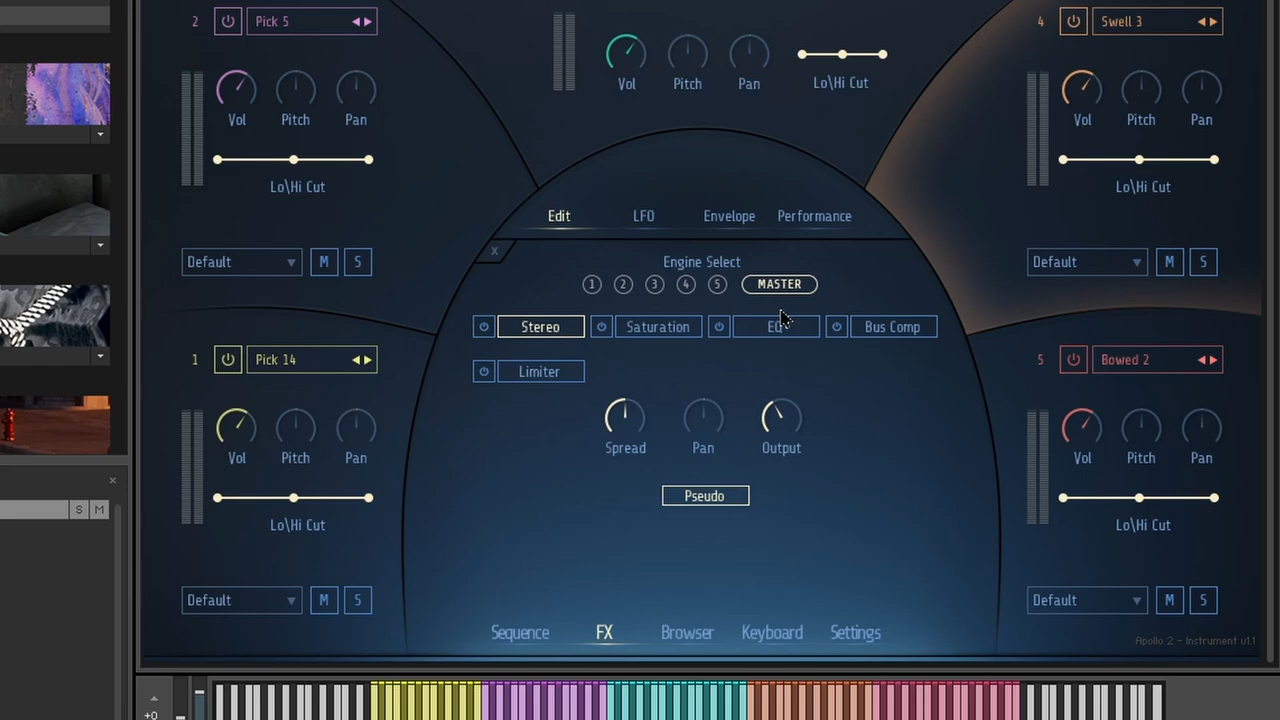 2 Pick 5
Vol Pitch Pan
Lo\Hi Cut
Default M S
Vol Pitch Pan Lo\Hi Cut
4 Swell 3
Vol Pitch Pan
Lo\Hi Cut
Default M S
Edit LFO Envelope Performance
x
Engine Select
1 2 3 4 5 MASTER
Stereo Saturation EQ Bus Comp
Limiter
Spread Pan Output
Pseudo
1 Pick 14
Vol Pitch Pan
Lo\Hi Cut
Default M S
5 Bowed 2
Vol Pitch Pan
Lo\Hi Cut
Default M S
Sequence FX Browser Keyboard Settings
Apollo 2 - Instrument v1.1
x
S M
+0